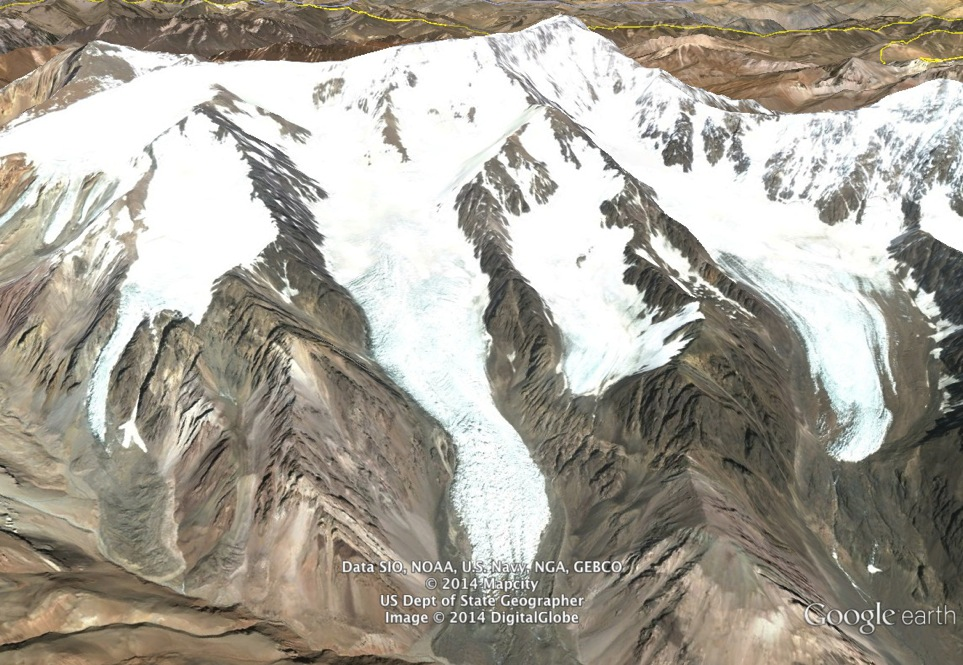 Data SIO, NOAA, U.S. Navy, NGA, GEBCO
© 2014 Mapcity
US Dept of State Geographer
Image © 2014 DigitalGlobe
Google earth